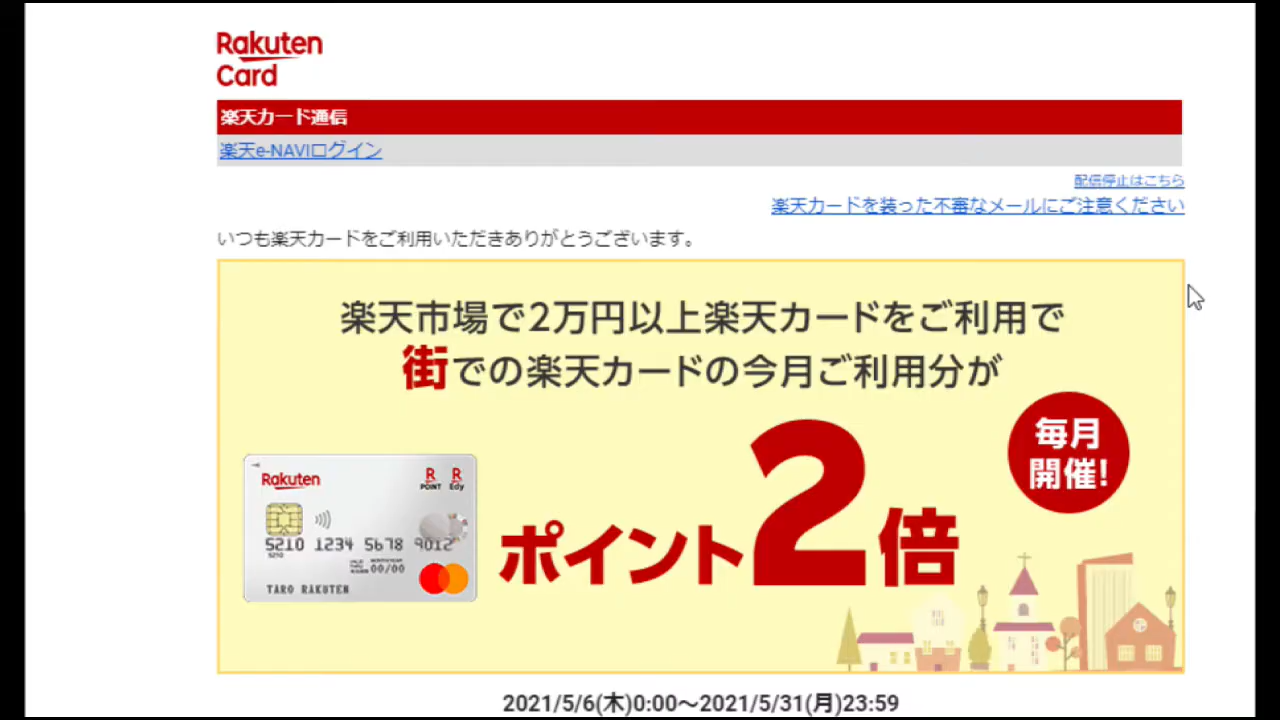 Rakuten
Card
楽天カード通信
楽天e-NAVIログイン
配信停止はこちら
楽天カードを装った不審なメールにご注意ください
いつも楽天カードをご利用いただきありがとうございます。
楽天市場で2万円以上楽天カードをご利用で
街での楽天カードの今月ご利用分が
毎月
開催!
ポイント2倍
Rakuten
R R
POINT Edy
5210 1234 5678 9012
5210
00/00
TARO RAKUTEN
2021/5/6(木)0:00～2021/5/31(月)23:59